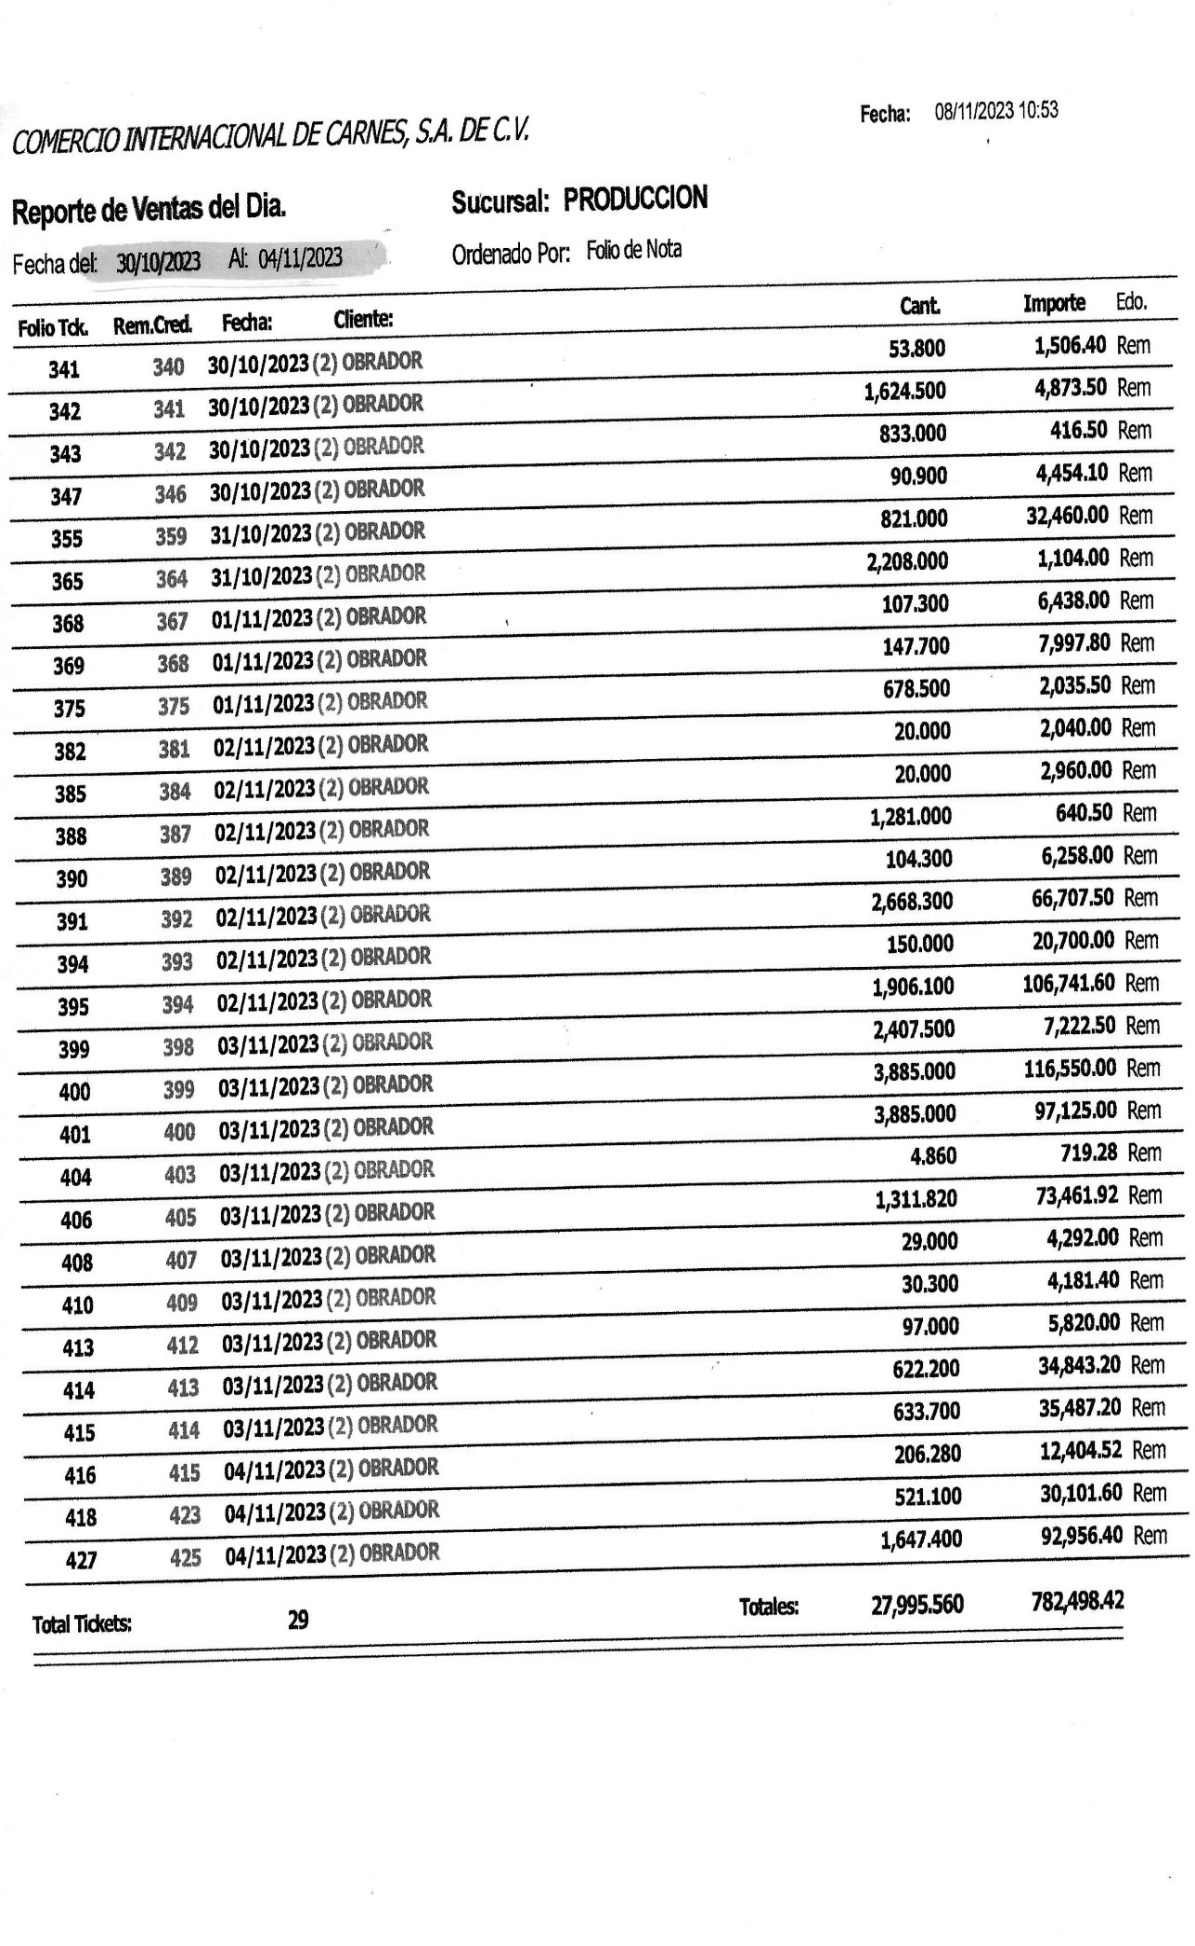 Fecha: 08/11/2023 10:53
COMERCIO INTERNACIONAL DE CARNES, S.A. DE C.V.
Reporte de Ventas del Dia. Sucursal: PRODUCCION
Fecha del: 30/10/2023 Al: 04/11/2023 Ordenado Por: Folio de Nota
Folio Tck. Rem.Cred. Fecha: Cliente: Cant. Importe Edo.
341 340 30/10/2023 (2) OBRADOR 53.800 1,506.40 Rem
342 341 30/10/2023 (2) OBRADOR 1,624.500 4,873.50 Rem
343 342 30/10/2023 (2) OBRADOR 833.000 416.50 Rem
347 346 30/10/2023 (2) OBRADOR 90.900 4,454.10 Rem
355 359 31/10/2023 (2) OBRADOR 821.000 32,460.00 Rem
365 364 31/10/2023 (2) OBRADOR 2,208.000 1,104.00 Rem
368 367 01/11/2023 (2) OBRADOR 107.300 6,438.00 Rem
369 368 01/11/2023 (2) OBRADOR 147.700 7,997.80 Rem
375 375 01/11/2023 (2) OBRADOR 678.500 2,035.50 Rem
382 381 02/11/2023 (2) OBRADOR 20.000 2,040.00 Rem
385 384 02/11/2023 (2) OBRADOR 20.000 2,960.00 Rem
388 387 02/11/2023 (2) OBRADOR 1,281.000 640.50 Rem
390 389 02/11/2023 (2) OBRADOR 104.300 6,258.00 Rem
391 392 02/11/2023 (2) OBRADOR 2,668.300 66,707.50 Rem
394 393 02/11/2023 (2) OBRADOR 150.000 20,700.00 Rem
395 394 02/11/2023 (2) OBRADOR 1,906.100 106,741.60 Rem
399 398 03/11/2023 (2) OBRADOR 2,407.500 7,222.50 Rem
400 399 03/11/2023 (2) OBRADOR 3,885.000 116,550.00 Rem
401 400 03/11/2023 (2) OBRADOR 3,885.000 97,125.00 Rem
404 403 03/11/2023 (2) OBRADOR 4.860 719.28 Rem
406 405 03/11/2023 (2) OBRADOR 1,311.820 73,461.92 Rem
408 407 03/11/2023 (2) OBRADOR 29.000 4,292.00 Rem
410 409 03/11/2023 (2) OBRADOR 30.300 4,181.40 Rem
413 412 03/11/2023 (2) OBRADOR 97.000 5,820.00 Rem
414 413 03/11/2023 (2) OBRADOR 622.200 34,843.20 Rem
415 414 03/11/2023 (2) OBRADOR 633.700 35,487.20 Rem
416 415 04/11/2023 (2) OBRADOR 206.280 12,404.52 Rem
418 423 04/11/2023 (2) OBRADOR 521.100 30,101.60 Rem
427 425 04/11/2023 (2) OBRADOR 1,647.400 92,956.40 Rem
Total Tickets: 29 Totales: 27,995.560 782,498.42